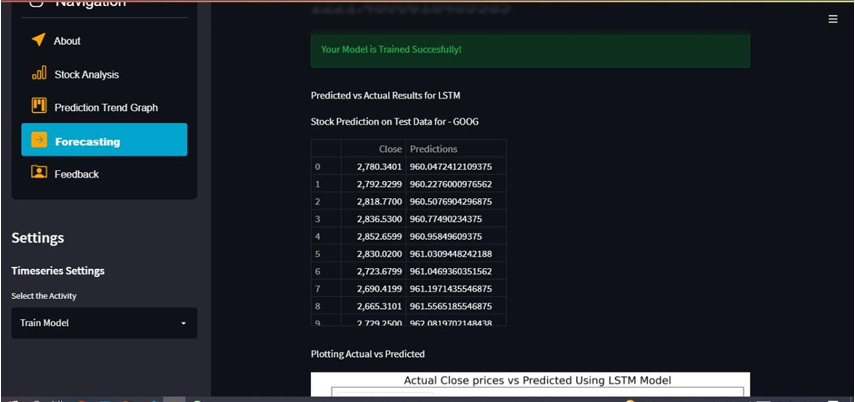 Navigation
About
Stock Analysis
Prediction Trend Graph
Forecasting
Feedback
Settings
Timeseries Settings
Select the Activity
Train Model
Your Model is Trained Succesfully!
Predicted vs Actual Results for LSTM
Stock Prediction on Test Data for - GOOG
Close Predictions
0 2,780.3401 960.0472412109375
1 2,792.9299 960.2276000976562
2 2,818.7700 960.5076904296875
3 2,836.5300 960.77490234375
4 2,852.6599 960.95849609375
5 2,830.0200 961.0309448242188
6 2,723.6799 961.0469360351562
7 2,690.4199 961.1971435546875
8 2,665.3101 961.5565185546875
9 2,729.2500 962.0819702148438
Plotting Actual vs Predicted
Actual Close prices vs Predicted Using LSTM Model